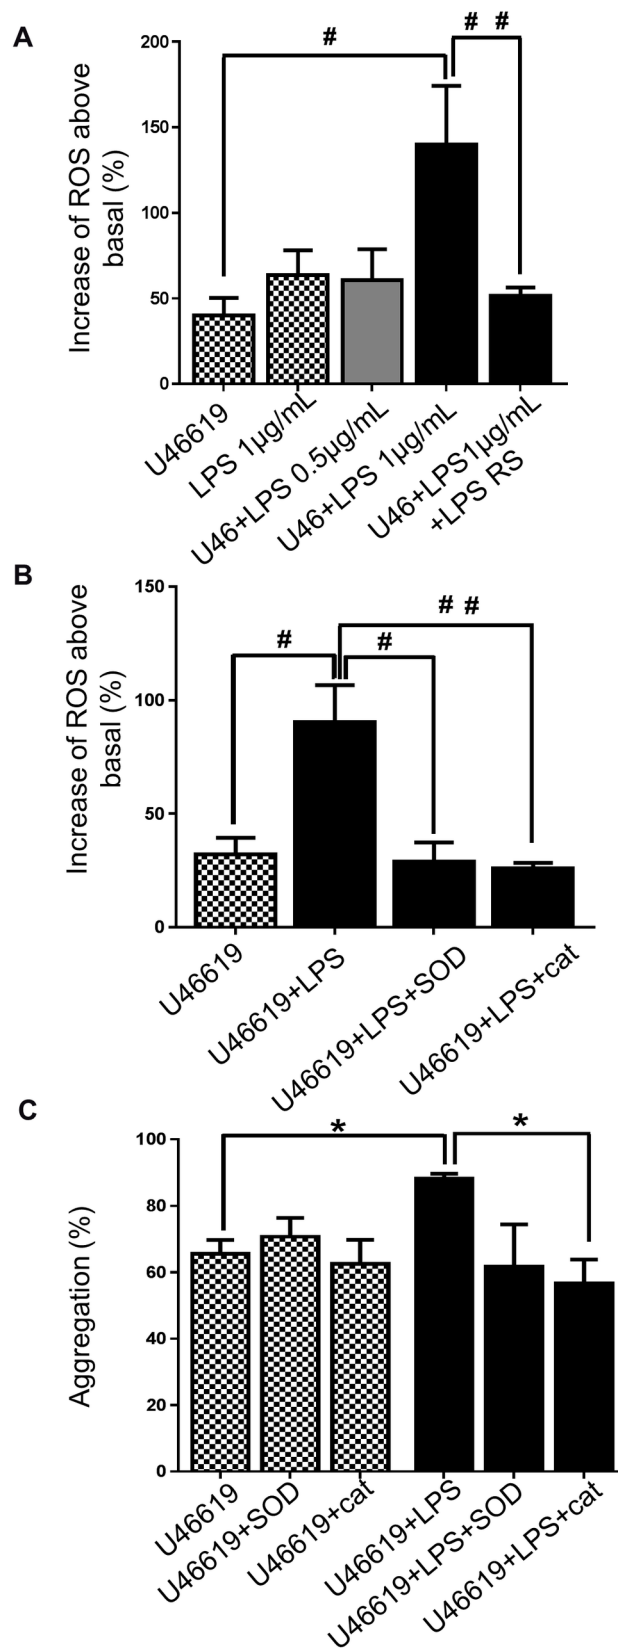 A
Increase of ROS above
basal (%)
200
150
100
50
0
#
# #
U46619
LPS 1µg/mL
U46+LPS 0.5µg/mL
U46+LPS 1µg/mL
U46+LPS1µg/mL
+LPS RS
B
Increase of ROS above
basal (%)
150
100
50
0
#
#
# #
U46619
U46619+LPS
U46619+LPS+SOD
U46619+LPS+cat
C
Aggregation (%)
100
80
60
40
20
0
*
*
U46619
U46619+SOD
U46619+cat
U46619+LPS
U46619+LPS+SOD
U46619+LPS+cat